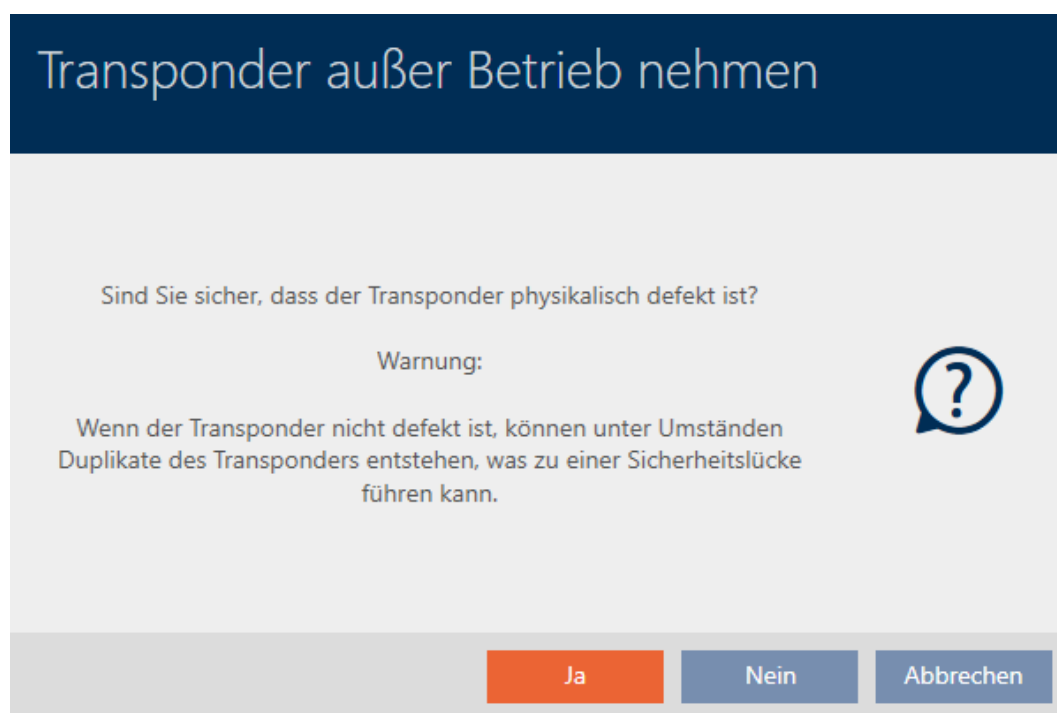 Transponder außer Betrieb nehmen
Sind Sie sicher, dass der Transponder physikalisch defekt ist?
Warnung:
Wenn der Transponder nicht defekt ist, können unter Umständen
Duplikate des Transponders entstehen, was zu einer Sicherheitslücke
führen kann.
?
Ja
Nein
Abbrechen